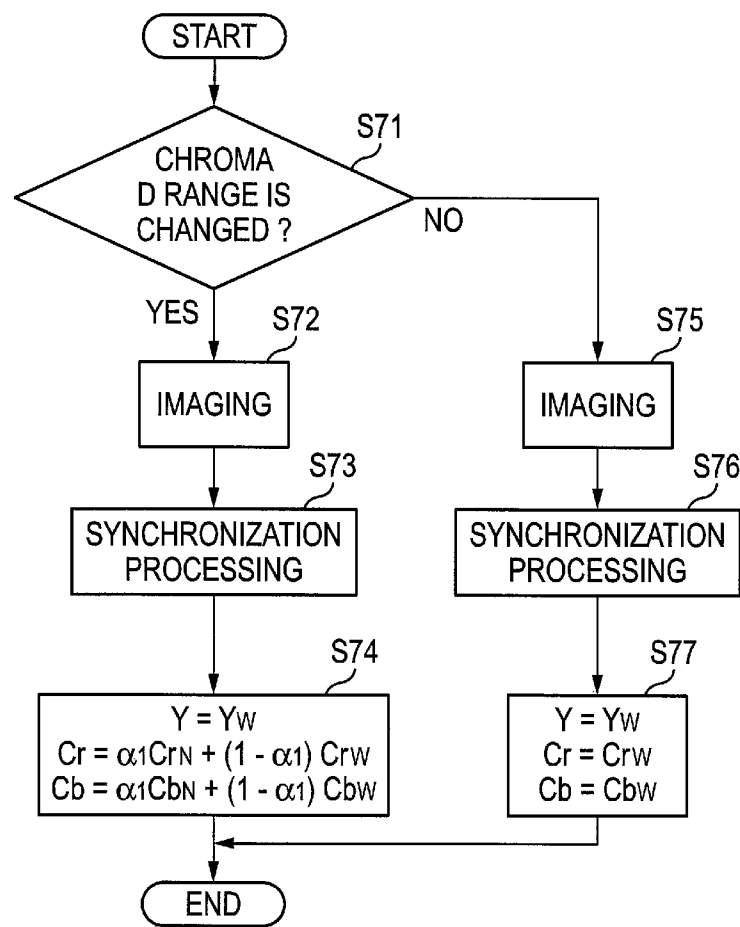 START
S71
CHROMA
D RANGE IS
CHANGED ?
NO
YES
S72
IMAGING
S73
SYNCHRONIZATION
PROCESSING
S74
Y = YW
Cr = α1CrN + (1 - α1) CrW
Cb = α1CbN + (1 - α1) CbW
S75
IMAGING
S76
SYNCHRONIZATION
PROCESSING
S77
Y = YW
Cr = CrW
Cb = CbW
END